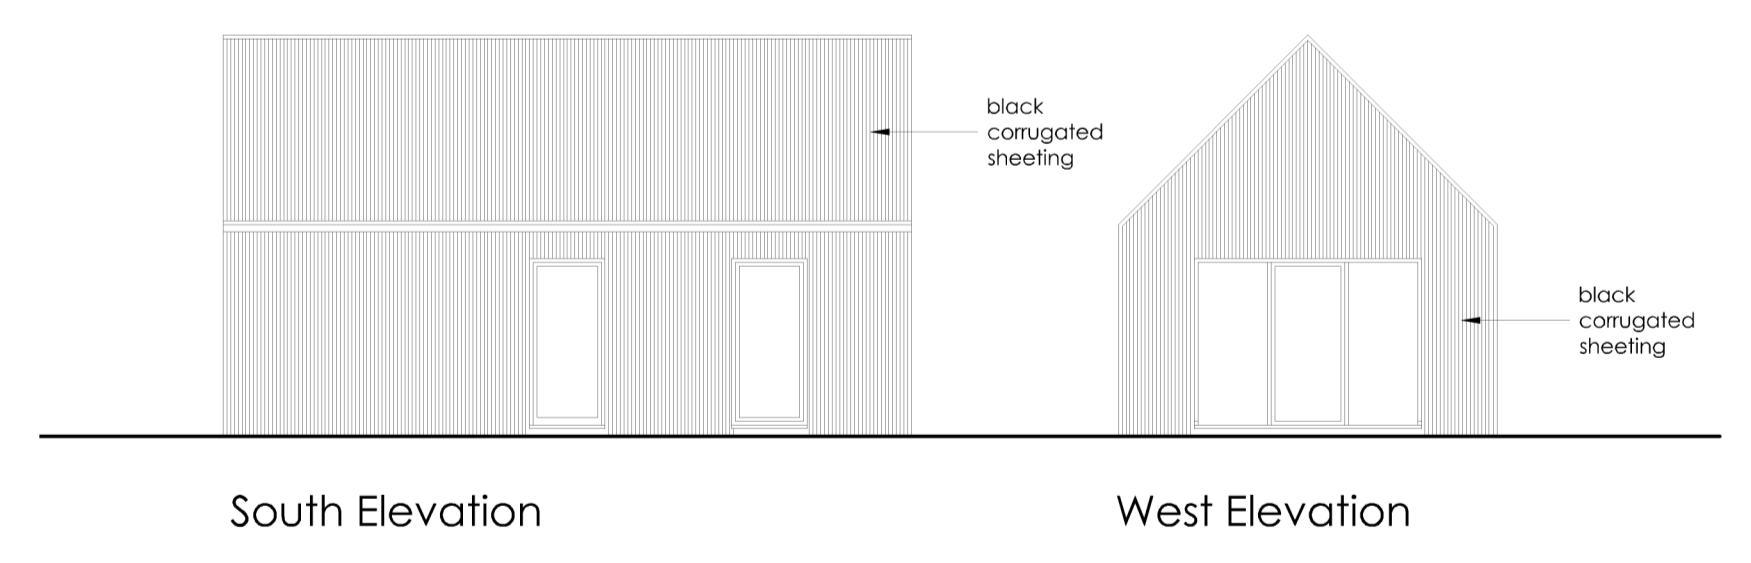 black
corrugated
sheeting
black
corrugated
sheeting
South Elevation
West Elevation